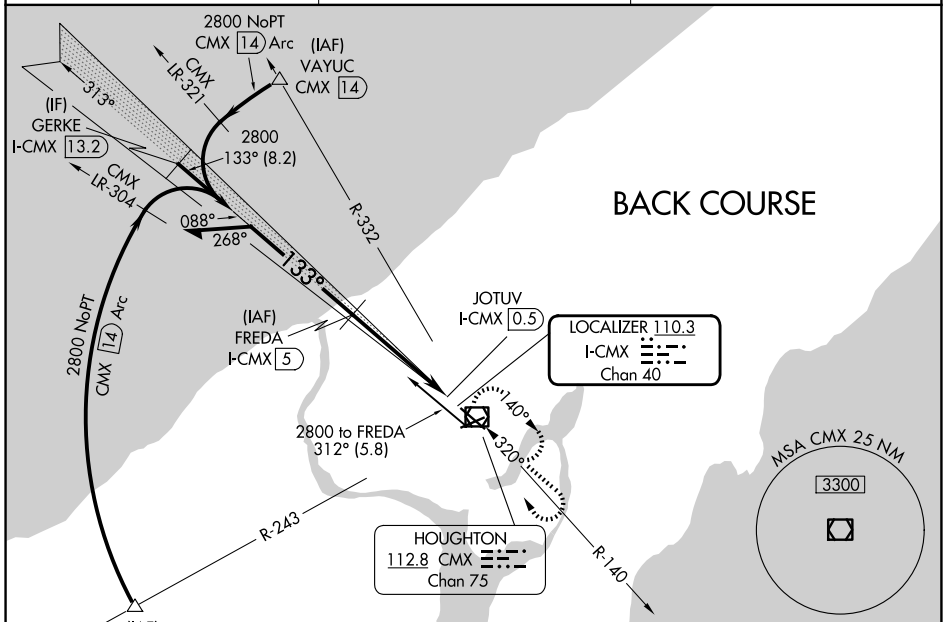 2800 NoPT
CMX 14 Arc
(IAF)
VAYUC
CMX 14
CMX
LR-321
313°
(IF)
GERKE
I-CMX 13.2
2800
133° (8.2)
CMX
LR-304
088°
268°
R-332
BACK COURSE
133°
2800 NoPT
CMX 14 Arc
(IAF)
FREDA
I-CMX 5
JOTUV
I-CMX 0.5
LOCALIZER 110.3
I-CMX
Chan 40
2800 to FREDA
312° (5.8)
140°
320°
MSA CMX 25 NM
3300
R-243
HOUGHTON
112.8 CMX
Chan 75
R-140